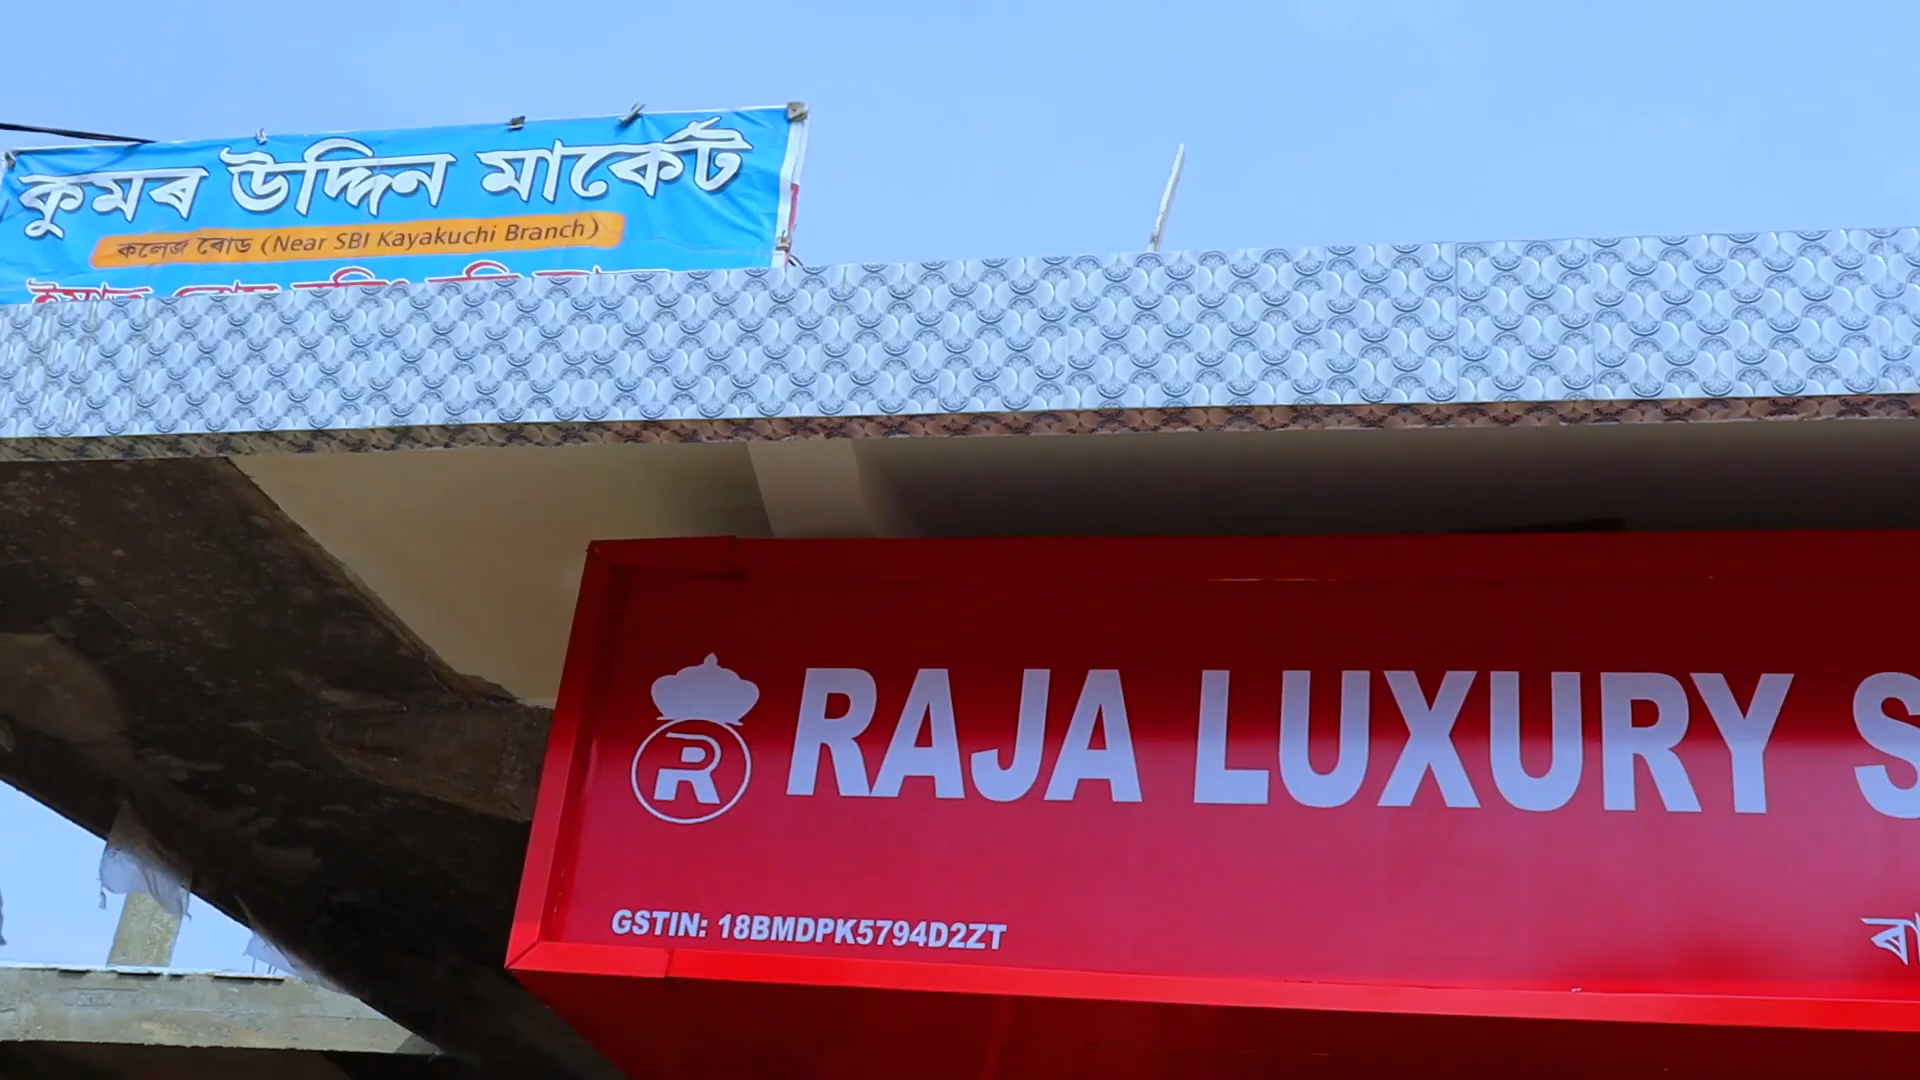 কুমৰ উদ্দিন মাৰ্কেট
কলেজ ৰোড (Near SBI Kayakuchi Branch)
R
RAJA LUXURY S
GSTIN: 18BMDPK5794D2ZT
ৰা